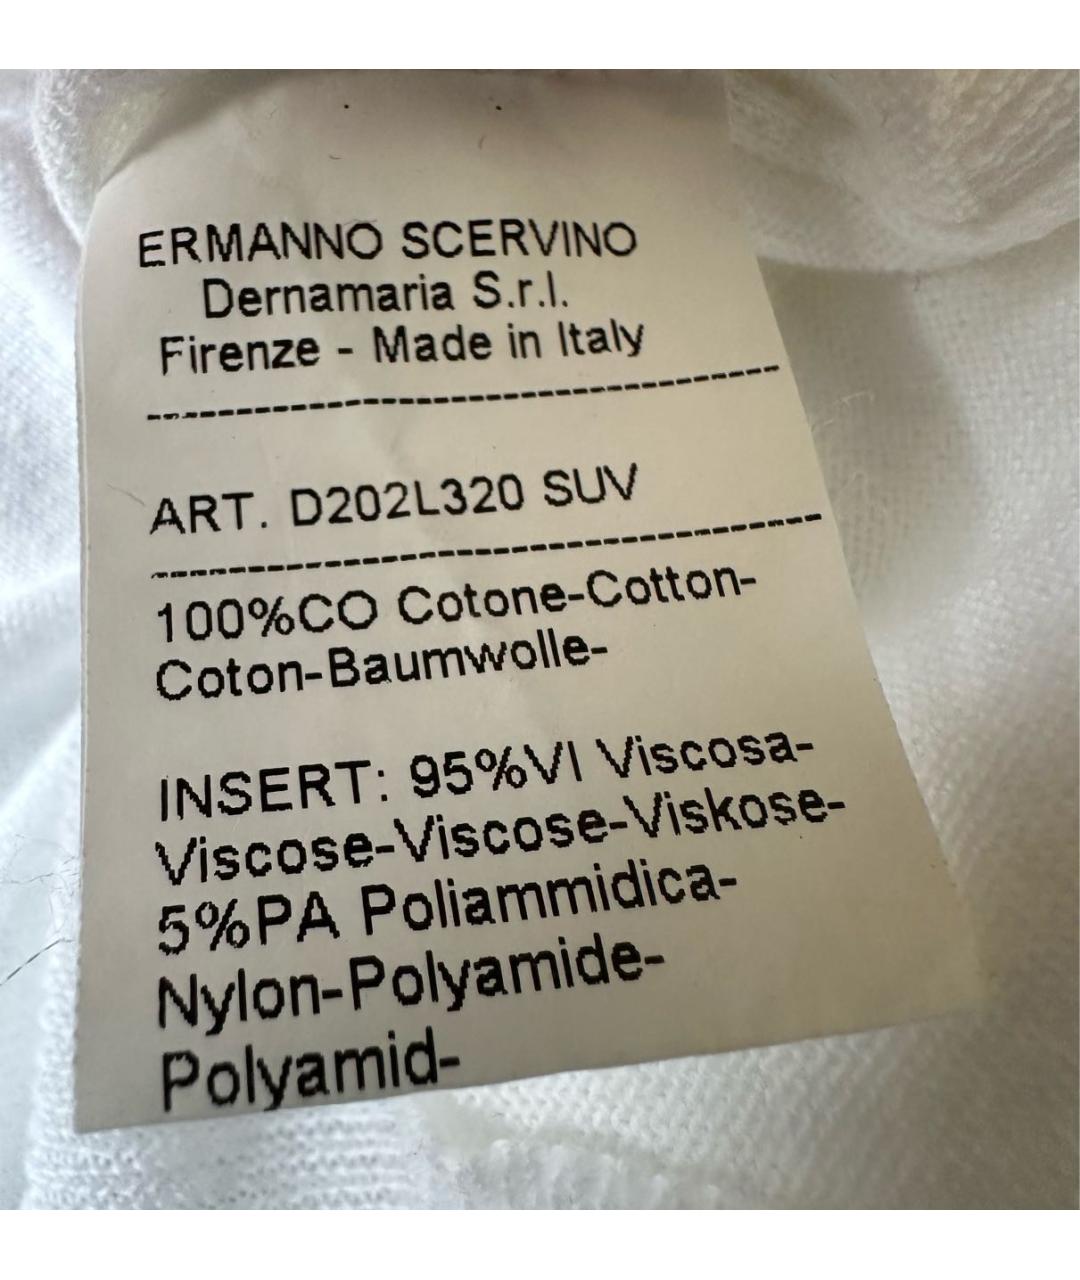 ERMANNO SCERVINO
Dernamaria S.r.l.
Firenze - Made in Italy
ART. D202L320 SUV
100%CO Cotone-Cotton-
Coton-Baumwolle-
INSERT: 95%VI Viscosa-
Viscose-Viscose-Viskose-
5%PA Poliammidica-
Nylon-Polyamide-
Polyamid-